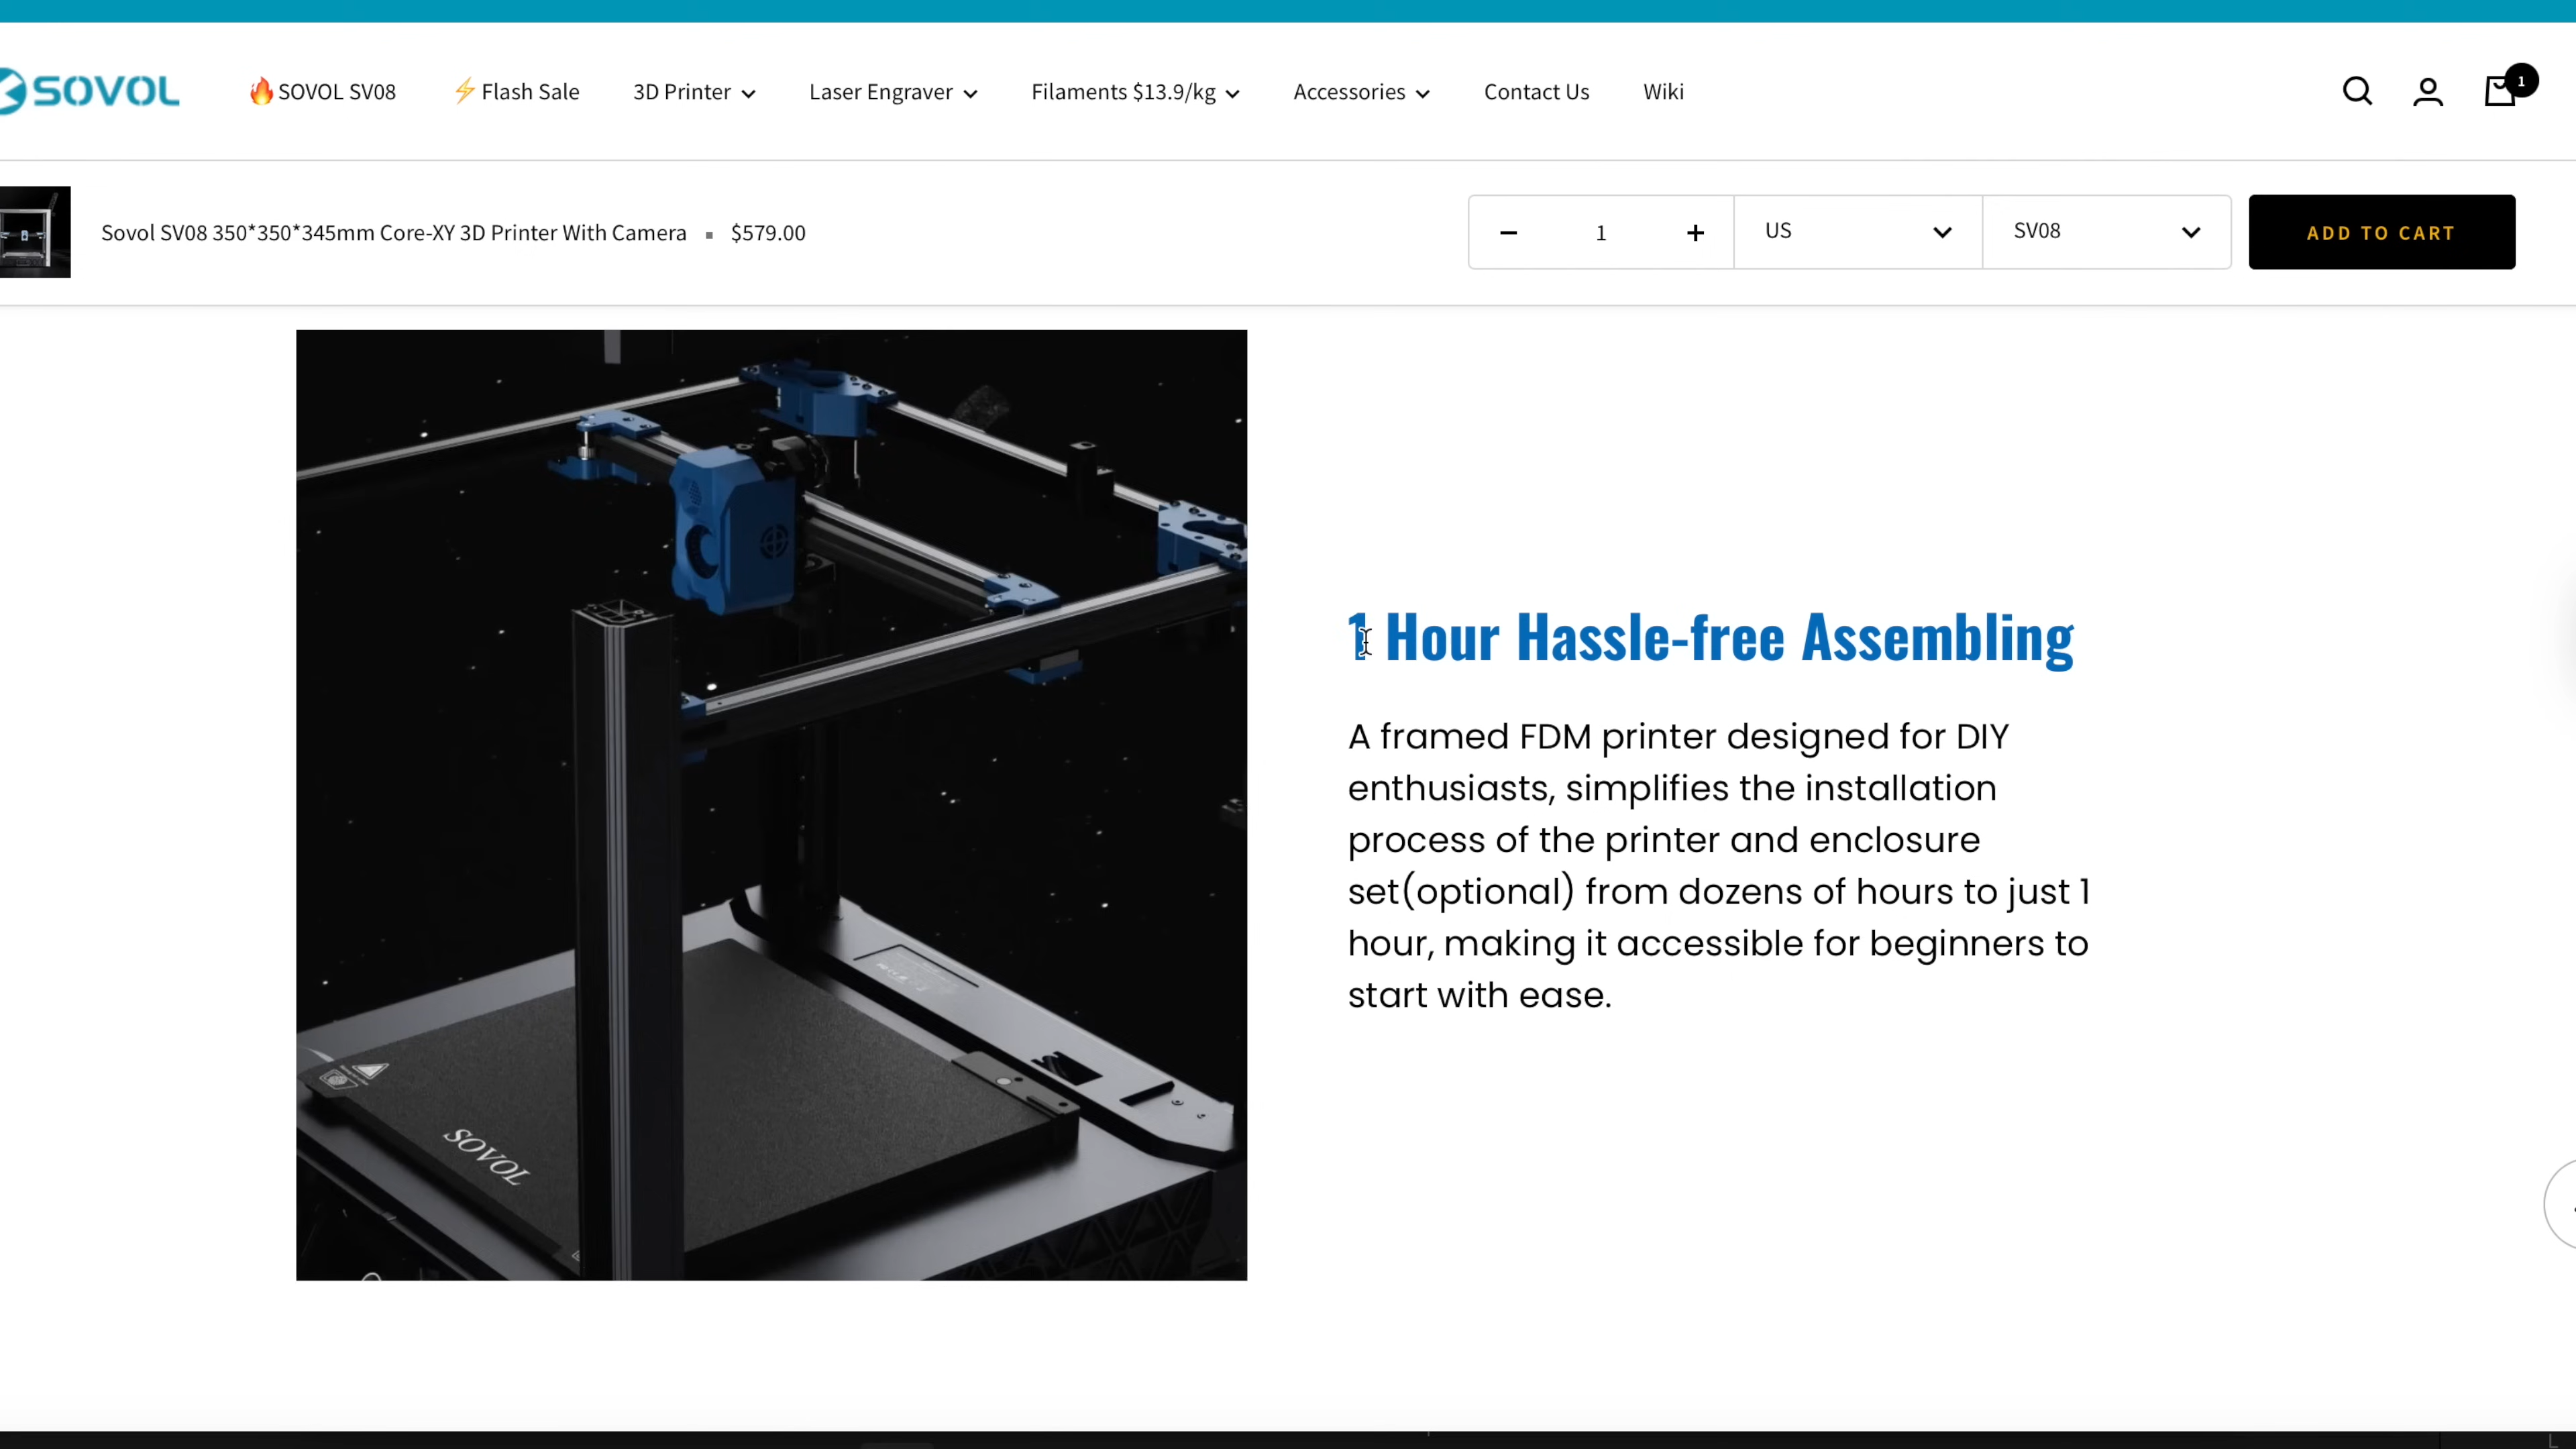 SOVOL
SOVOL SV08
Flash Sale
3D Printer
Laser Engraver
Filaments $13.9/kg
Accessories
Contact Us
Wiki
1
Sovol SV08 350*350*345mm Core-XY 3D Printer With Camera ▪ $579.00
− 1 +
US
SV08
ADD TO CART
1 Hour Hassle-free Assembling
A framed FDM printer designed for DIY
enthusiasts, simplifies the installation
process of the printer and enclosure
set(optional) from dozens of hours to just 1
hour, making it accessible for beginners to
start with ease.
SOVOL